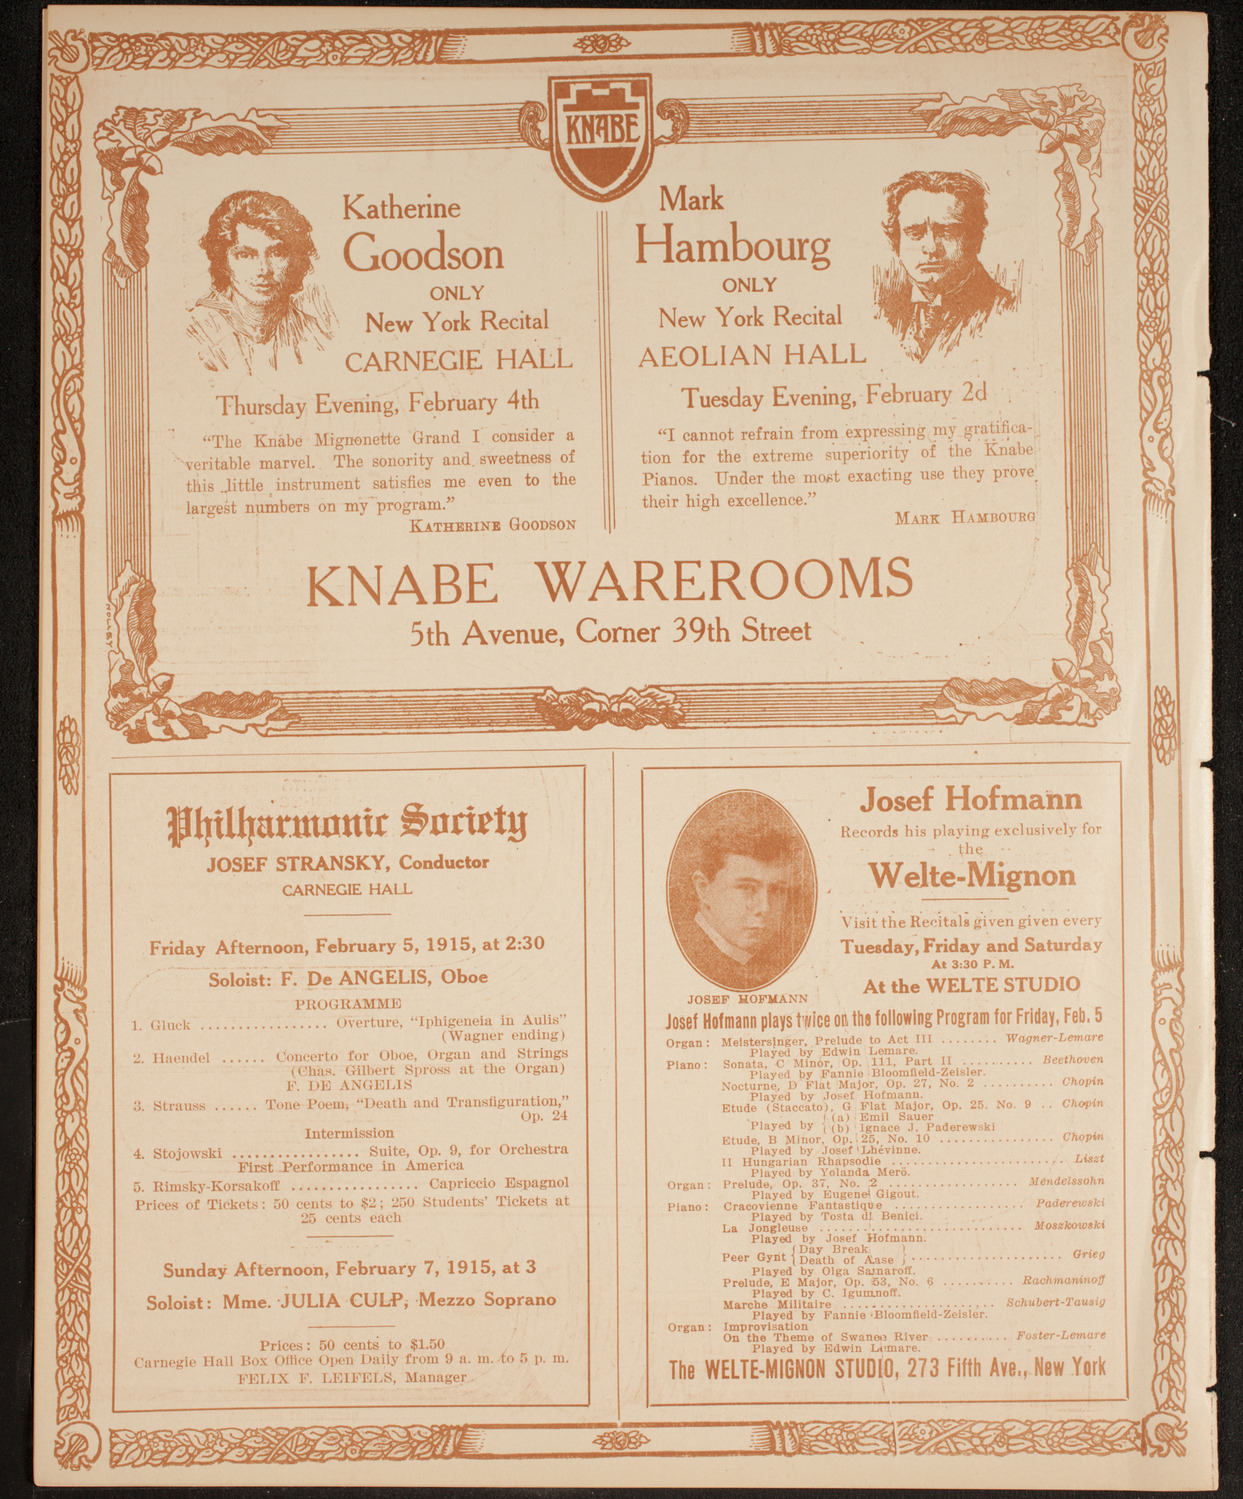 KNABE
Katherine
Goodson
ONLY
New York Recital
CARNEGIE HALL
Thursday Evening, February 4th
"The Knabe Mignonette Grand I consider a
veritable marvel. The sonority and sweetness of
this little instrument satisfies me even to the
largest numbers on my program."
KATHERINE GOODSON
Mark
Hambourg
ONLY
New York Recital
AEOLIAN HALL
Tuesday Evening, February 2d
"I cannot refrain from expressing my gratifica-
tion for the extreme superiority of the Knabe
Pianos. Under the most exacting use they prove
their high excellence."
MARK HAMBOURG
KNABE WAREROOMS
5th Avenue, Corner 39th Street
Philharmonic Society
JOSEF STRANSKY, Conductor
CARNEGIE HALL
Friday Afternoon, February 5, 1915, at 2:30
Soloist: F. De ANGELIS, Oboe
PROGRAMME
1. Gluck ................ Overture, "Iphigeneia in Aulis"
(Wagner ending)
2. Haendel ...... Concerto for Oboe, Organ and Strings
(Chas. Gilbert Spross at the Organ)
F. DE ANGELIS
3. Strauss ...... Tone Poem, "Death and Transfiguration,"
Op. 24
Intermission
4. Stojowski ................ Suite, Op. 9, for Orchestra
First Performance in America
5. Rimsky-Korsakoff ................ Capriccio Espagnol
Prices of Tickets: 50 cents to $2; 250 Students' Tickets at
25 cents each
Sunday Afternoon, February 7, 1915, at 3
Soloist: Mme. JULIA CULP, Mezzo Soprano
Prices: 50 cents to $1.50
Carnegie Hall Box Office Open Daily from 9 a. m. to 5 p. m.
FELIX F. LEIFELS, Manager
JOSEF HOFMANN
Josef Hofmann
Records his playing exclusively for
the
Welte-Mignon
Visit the Recitals given given every
Tuesday, Friday and Saturday
At 3:30 P. M.
At the WELTE STUDIO
Josef Hofmann plays twice on the following Program for Friday, Feb. 5
Organ: Meistersinger, Prelude to Act III ........ Wagner-Lemare
Played by Edwin Lemare.
Piano: Sonata, C Minor, Op. 111, Part II .......... Beethoven
Played by Fannie Bloomfield-Zeisler.
Nocturne, D Flat Major, Op. 27, No. 2 .......... Chopin
Played by Josef Hofmann.
Etude (Staccato), G Flat Major, Op. 25. No. 9 .. Chopin
Played by { (a) Emil Sauer
{ (b) Ignace J. Paderewski
Etude, B Minor, Op. 25, No. 10 ................ Chopin
Played by Josef Lhévinne.
II Hungarian Rhapsodie ........................ Liszt
Played by Yolanda Merö.
Organ: Prelude, Op. 37, No. 2 .................. Mendelssohn
Played by Eugene Gigout.
Piano: Cracovienne Fantastique .................. Paderewski
Played by Tosta di Benici.
La Jongleuse .............................. Moszkowski
Played by Josef Hofmann.
Peer Gynt { Day Break
{ Death of Aase } ...................... Grieg
Played by Olga Samaroff.
Prelude, E Major, Op. 53, No. 6 .......... Rachmaninoff
Played by C. Igumnoff.
Marche Militaire ...................... Schubert-Tausig
Played by Fannie Bloomfield-Zeisler.
Organ: Improvisation
On the Theme of Swanee River .......... Foster-Lemare
Played by Edwin Lemare.
The WELTE-MIGNON STUDIO, 273 Fifth Ave., New York